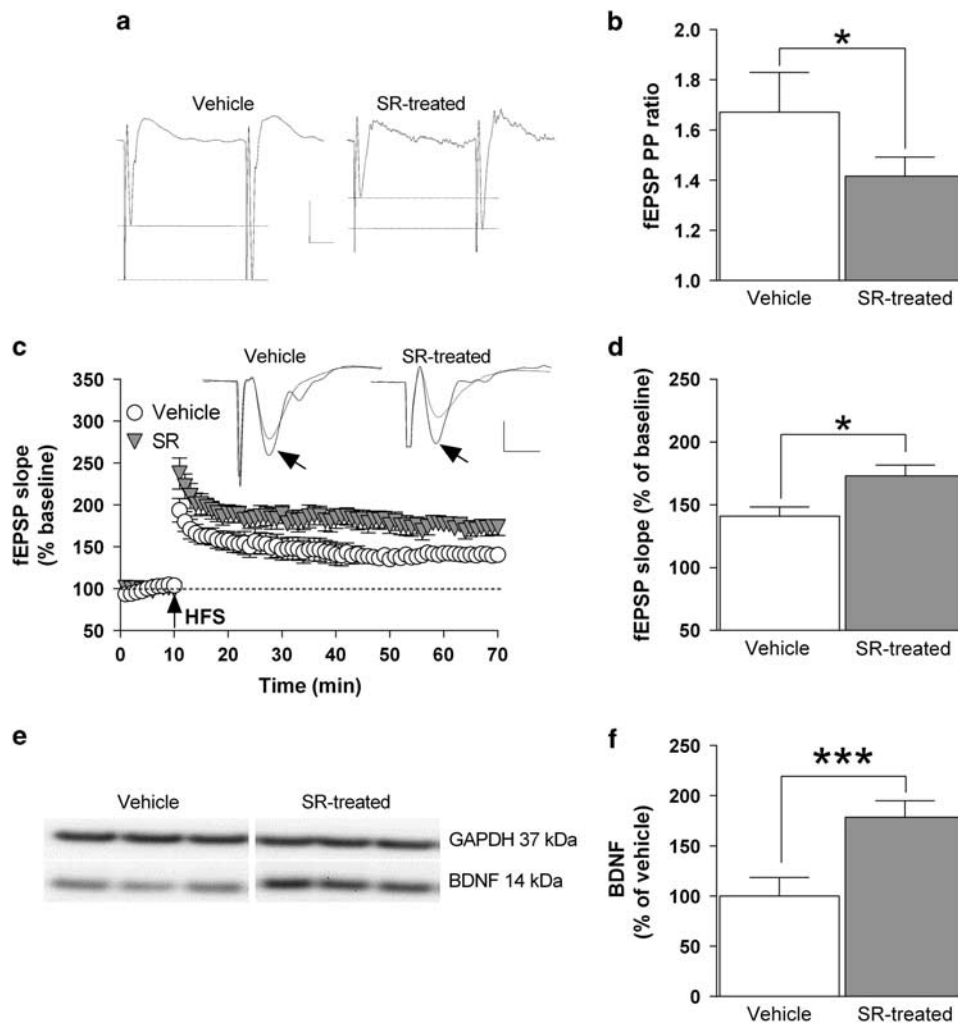 a
Vehicle
SR-treated
b
fEPSP PP ratio
2.0
1.8
1.6
1.4
1.2
1.0
*
Vehicle
SR-treated
c
fEPSP slope
(% baseline)
350
300
250
200
150
100
50
Vehicle
SR
Vehicle
SR-treated
HFS
0 10 20 30 40 50 60 70
Time (min)
d
fEPSP slope (% of baseline)
250
200
150
100
50
*
Vehicle
SR-treated
e
Vehicle
SR-treated
GAPDH 37 kDa
BDNF 14 kDa
f
BDNF
(% of vehicle)
250
200
150
100
50
0
***
Vehicle
SR-treated